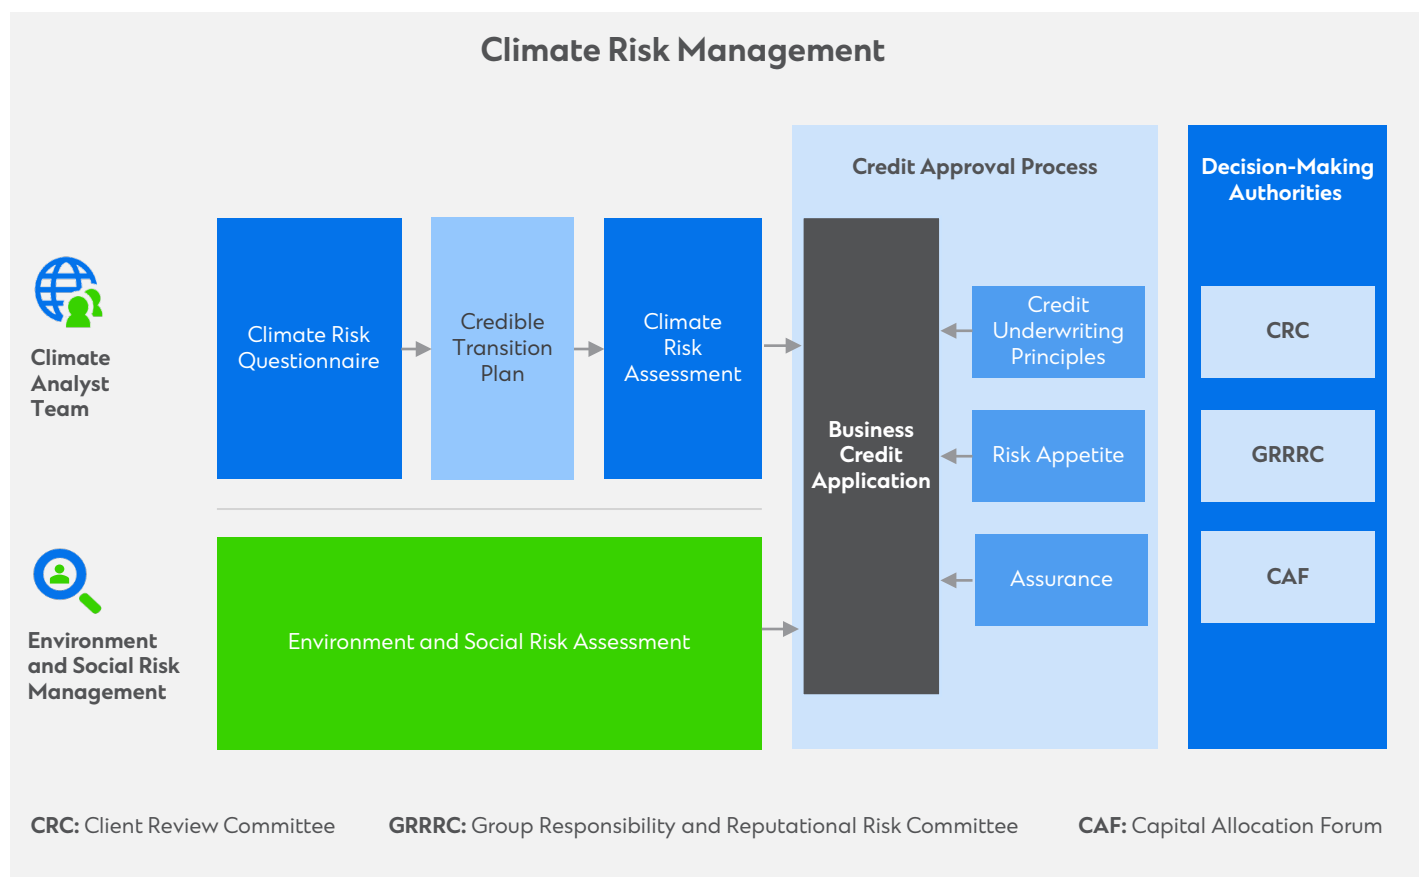 Climate Risk Management
Credit Approval Process
Decision-Making
Authorities
Climate
Analyst
Team
Climate Risk
Questionnaire
Credible
Transition
Plan
Climate
Risk
Assessment
Business
Credit
Application
Credit
Underwriting
Principles
Risk Appetite
Assurance
CRC
GRRRC
CAF
Environment
and Social Risk
Management
Environment and Social Risk Assessment
CRC: Client Review Committee
GRRRC: Group Responsibility and Reputational Risk Committee
CAF: Capital Allocation Forum